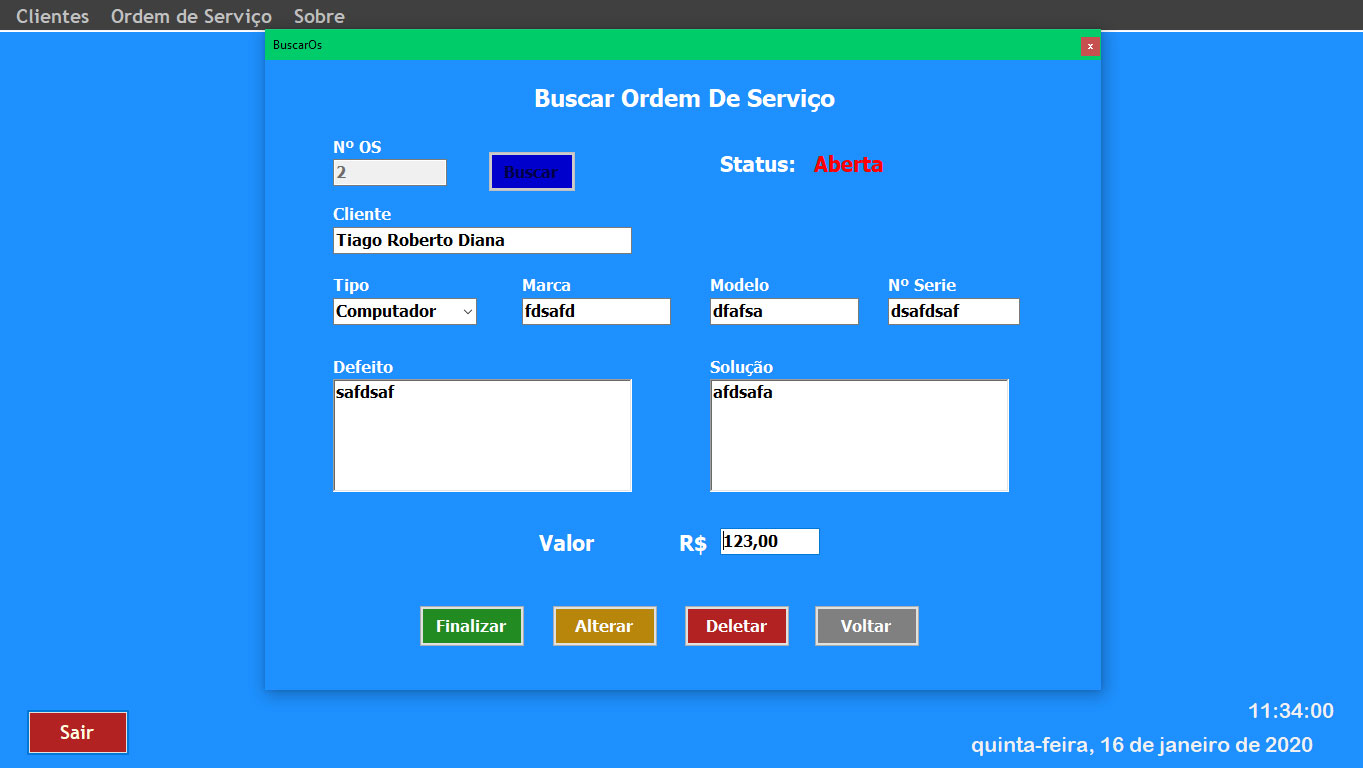 Clientes Ordem de Serviço Sobre
BuscarOs x
Buscar Ordem De Serviço
Nº OS
2 Buscar Status: Aberta
Cliente
Tiago Roberto Diana
Tipo Marca Modelo Nº Serie
Computador fdsafd dfafsa dsafdsaf
Defeito Solução
safdsaf afdsafa
Valor R$ 123,00
Finalizar Alterar Deletar Voltar
11:34:00
Sair
quinta-feira, 16 de janeiro de 2020